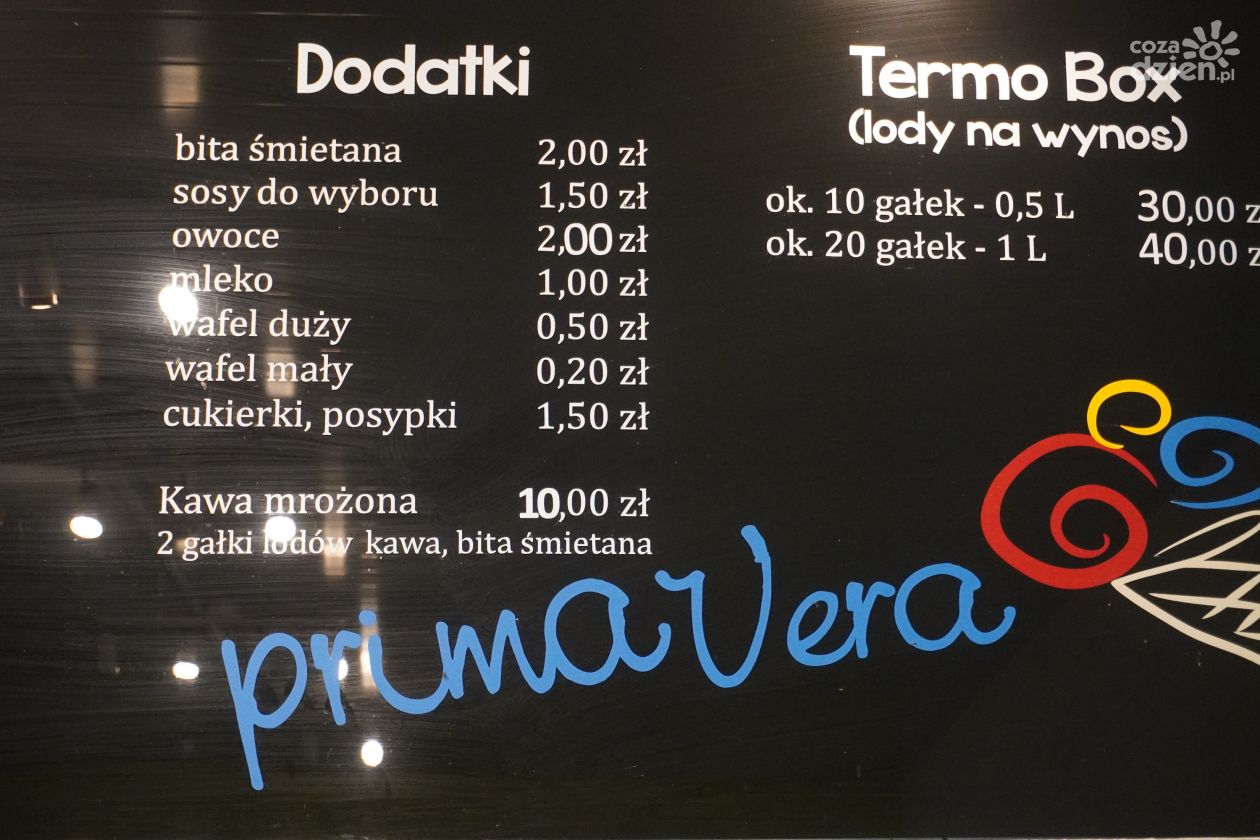 Dodatki
bita śmietana 2,00 zł
sosy do wyboru 1,50 zł
owoce 2,00 zł
mleko 1,00 zł
wafel duży 0,50 zł
wafel mały 0,20 zł
cukierki, posypki 1,50 zł
Kawa mrożona 10,00 zł
2 gałki lodów kawa, bita śmietana
Termo Box
(lody na wynos)
ok. 10 gałek - 0,5 L 30,00 z
ok. 20 gałek - 1 L 40,00 z
primavera
coza
dzien.pl